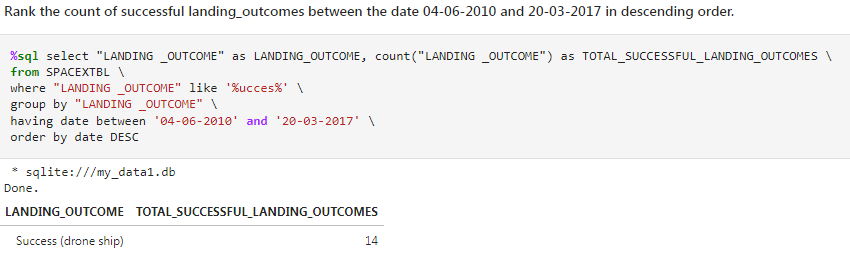 Rank the count of successful landing_outcomes between the date 04-06-2010 and 20-03-2017 in descending order.
%sql select "LANDING _OUTCOME" as LANDING_OUTCOME, count("LANDING _OUTCOME") as TOTAL_SUCCESSFUL_LANDING_OUTCOMES \
from SPACEXTBL \
where "LANDING _OUTCOME" like '%ucces%' \
group by "LANDING _OUTCOME" \
having date between '04-06-2010' and '20-03-2017' \
order by date DESC
* sqlite:///my_data1.db
Done.
LANDING_OUTCOME TOTAL_SUCCESSFUL_LANDING_OUTCOMES
Success (drone ship) 14